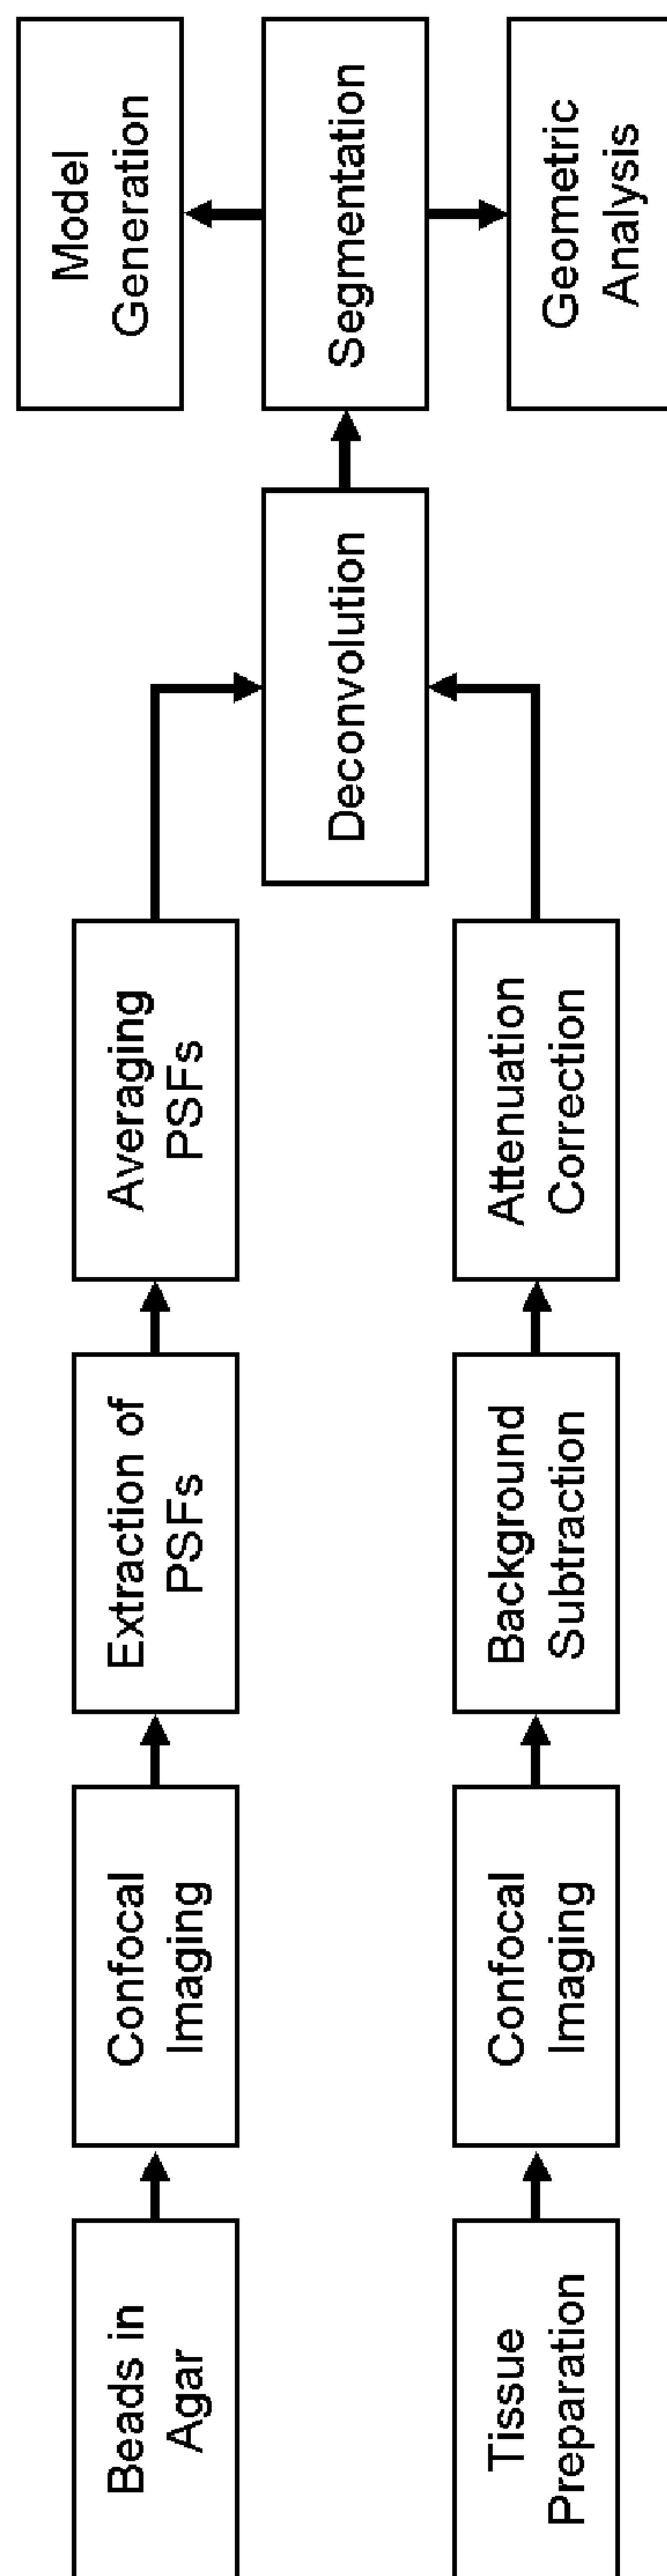 Beads in
Agar
Confocal
Imaging
Extraction of
PSFs
Averaging
PSFs
Tissue
Preparation
Confocal
Imaging
Background
Subtraction
Attenuation
Correction
Deconvolution
Model
Generation
Segmentation
Geometric
Analysis